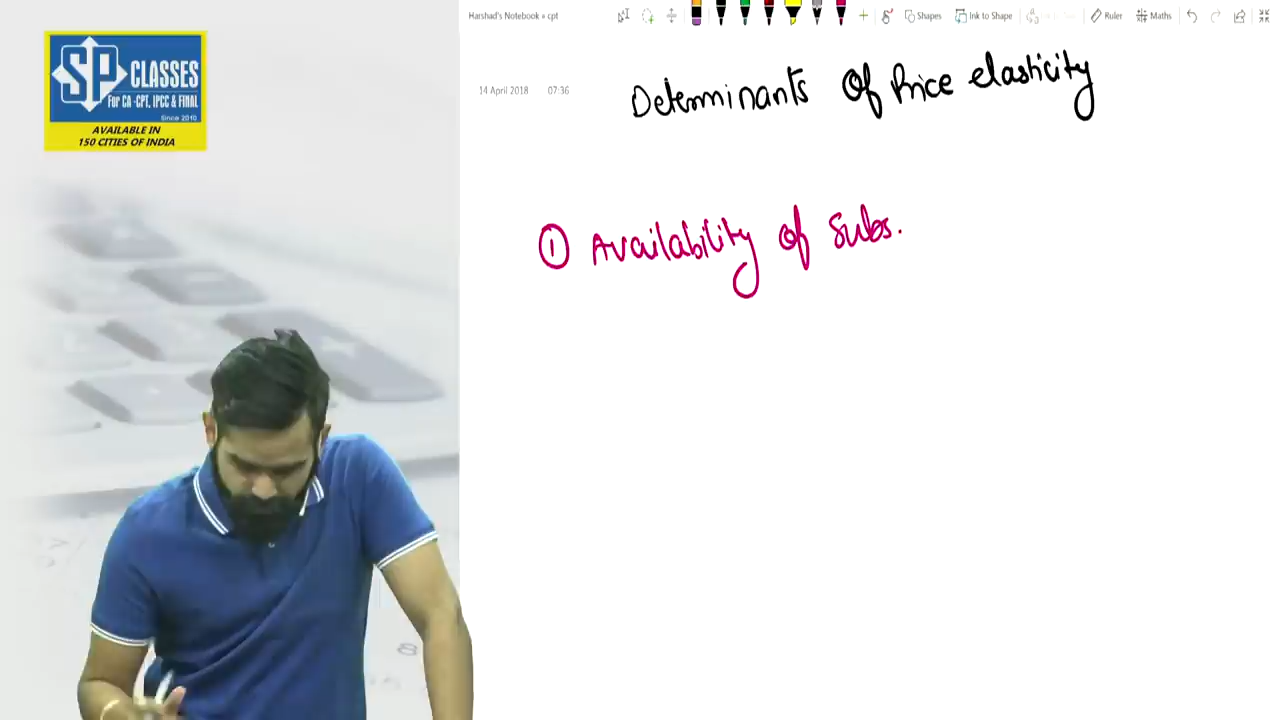 Harshad's Notebook » cpt
Shapes
Ink to Shape
Ruler
Maths
SP CLASSES
For CA -CPT, IPCC & FINAL
Since 2010
AVAILABLE IN
150 CITIES OF INDIA
14 April 2018 07:36
Determinants Of Price elasticity
① Availability Of Subs.